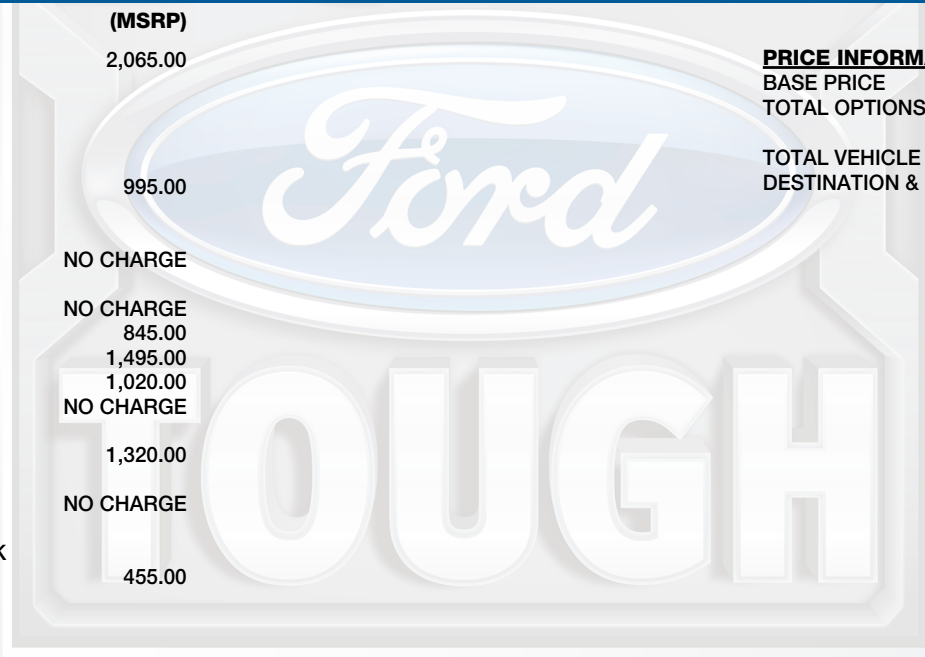 (MSRP)
2,065.00
995.00
NO CHARGE
NO CHARGE
845.00
1,495.00
1,020.00
NO CHARGE
1,320.00
NO CHARGE
K
455.00
PRICE INFORMA
BASE PRICE
TOTAL OPTIONS
TOTAL VEHICLE
DESTINATION &
Ford
TOUGH